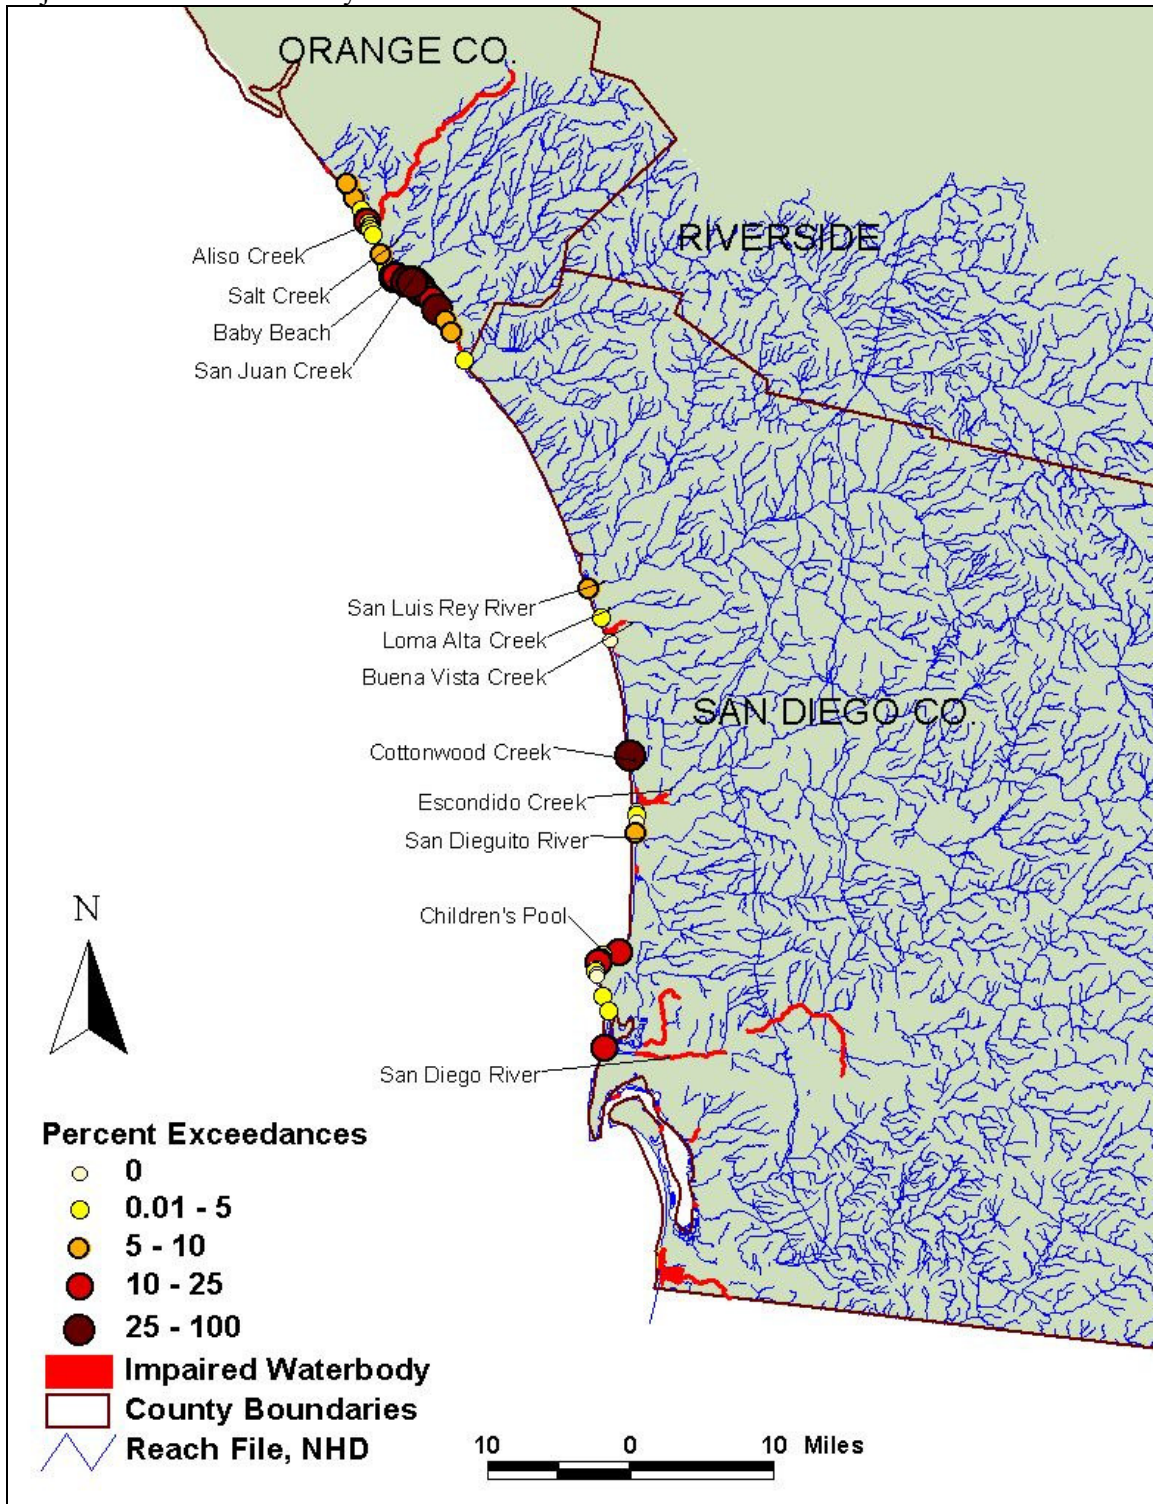 ORANGE CO.
RIVERSIDE
Aliso Creek
Salt Creek
Baby Beach
San Juan Creek
San Luis Rey River
Loma Alta Creek
Buena Vista Creek
SAN DIEGO CO.
Cottonwood Creek
Escondido Creek
San Dieguito River
Children's Pool
N
San Diego River
Percent Exceedances
0
0.01 - 5
5 - 10
10 - 25
25 - 100
Impaired Waterbody
County Boundaries
Reach File, NHD
10 0 10 Miles